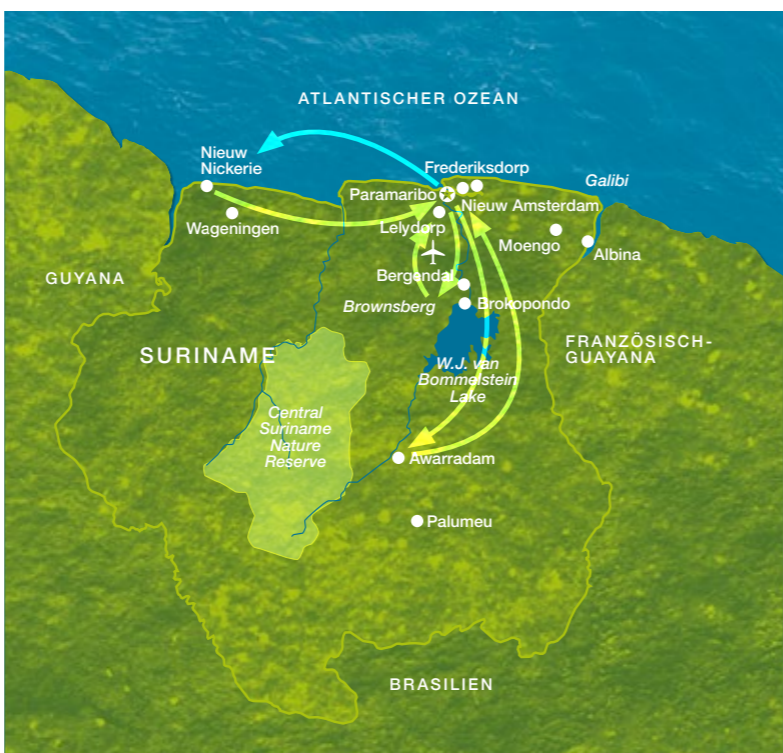 ATLANTISCHER OZEAN
Nieuw
Nickerie
Frederiksdorp
Galibi
Paramaribo
Nieuw Amsterdam
Wageningen
Lelydorp
Moengo
Albina
GUYANA
Bergendal
Brownsberg
Brokopondo
FRANZÖSISCH-
GUAYANA
SURINAME
W.J. van
Bommelstein
Lake
Central
Suriname
Nature
Reserve
Awarradam
Palumeu
BRASILIEN